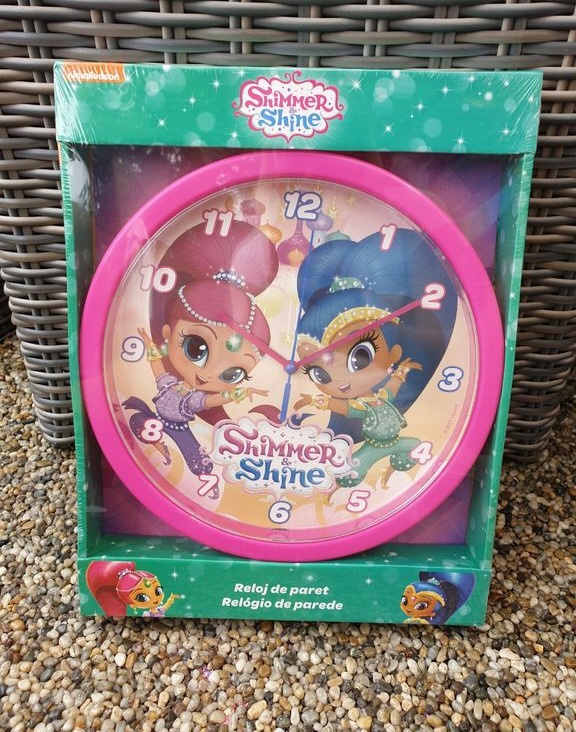 nickelodeon
Shimmer
&
Shine
12
11
1
10
2
9
3
8
4
7
5
6
Shimmer
&
Shine
Reloj de paret
Relógio de parede